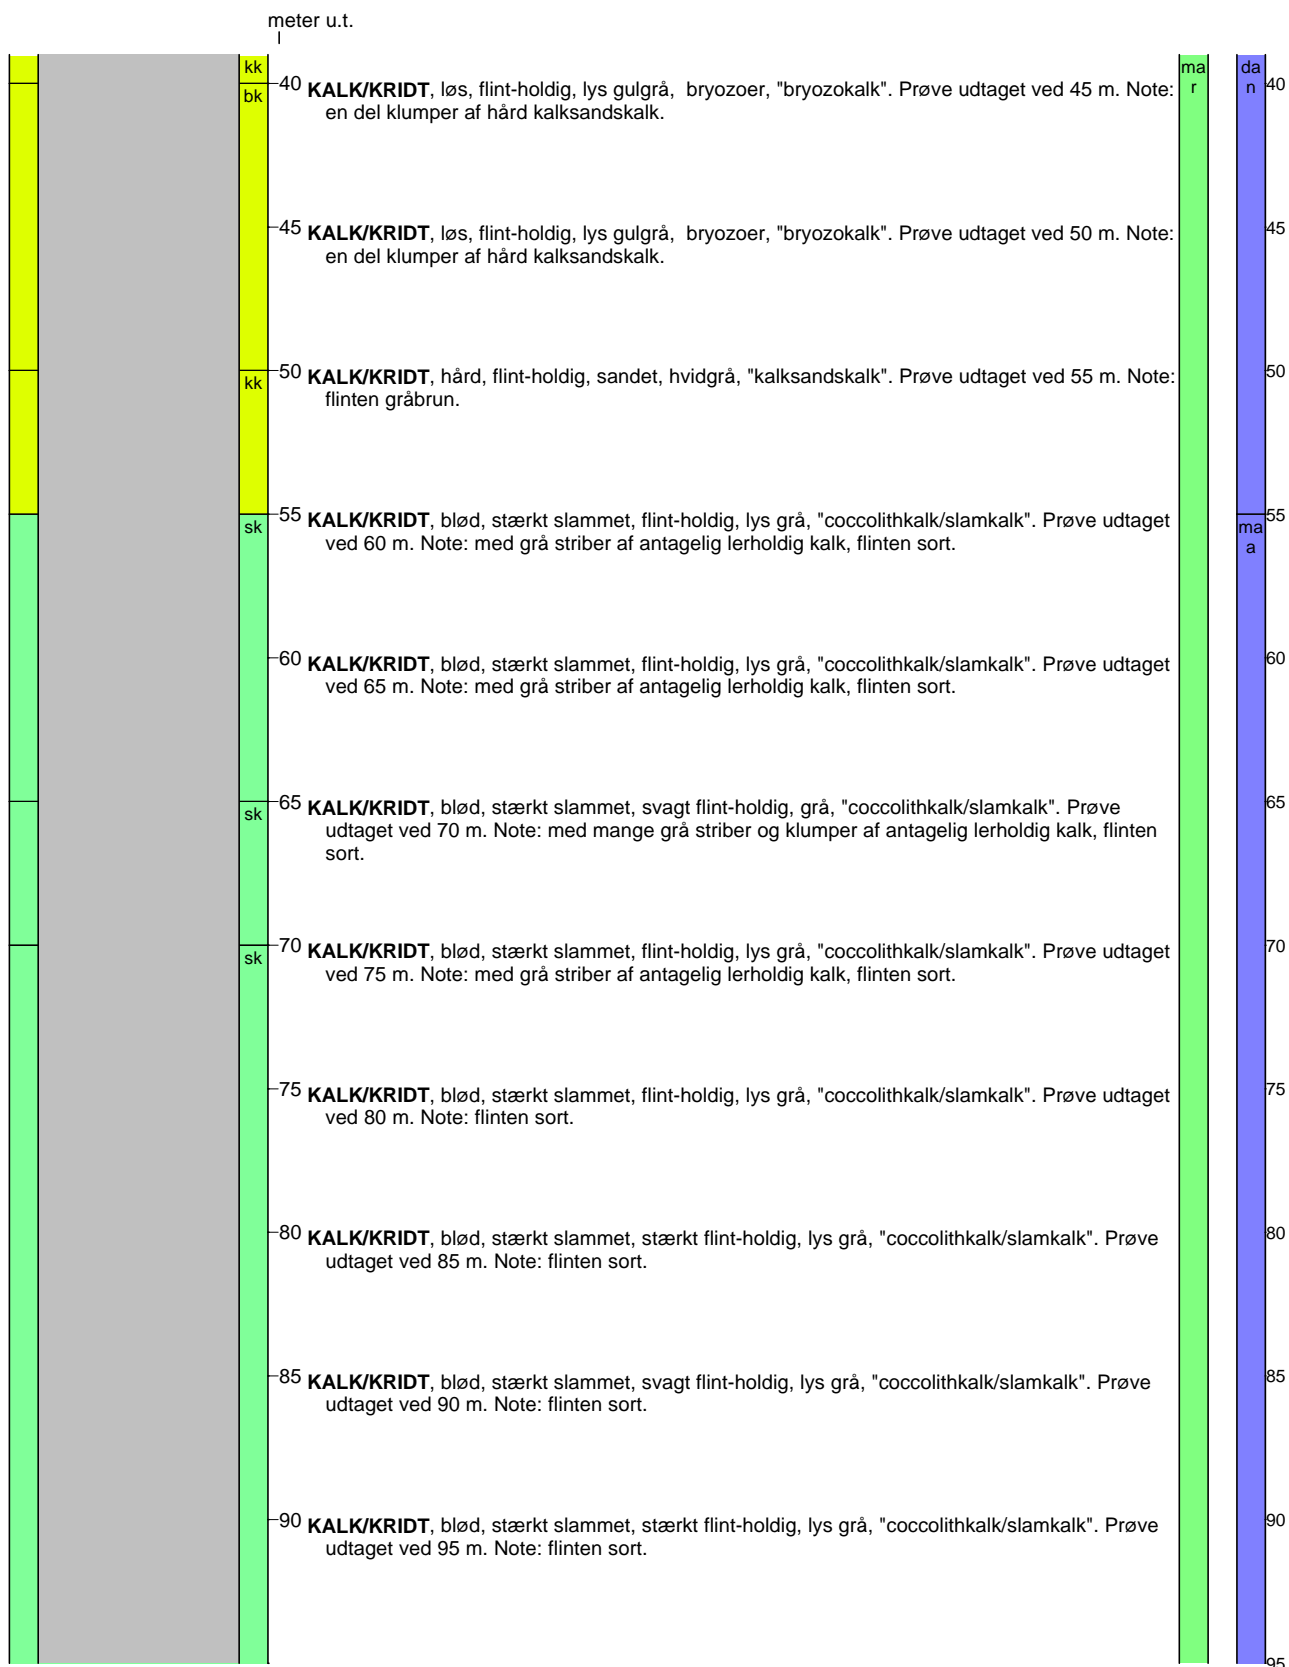 meter u.t.
kk
ma
r
da
n
bk
40 KALK/KRIDT, løs, flint-holdig, lys gulgrå, bryozoer, "bryozokalk". Prøve udtaget ved 45 m. Note: 40
en del klumper af hård kalksandskalk.
45 KALK/KRIDT, løs, flint-holdig, lys gulgrå, bryozoer, "bryozokalk". Prøve udtaget ved 50 m. Note: 45
en del klumper af hård kalksandskalk.
kk 50 KALK/KRIDT, hård, flint-holdig, sandet, hvidgrå, "kalksandskalk". Prøve udtaget ved 55 m. Note: 50
flinten gråbrun.
sk 55 KALK/KRIDT, blød, stærkt slammet, flint-holdig, lys grå, "coccolithkalk/slamkalk". Prøve udtaget 55
ved 60 m. Note: med grå striber af antagelig lerholdig kalk, flinten sort.
ma
a
60 KALK/KRIDT, blød, stærkt slammet, flint-holdig, lys grå, "coccolithkalk/slamkalk". Prøve udtaget 60
ved 65 m. Note: med grå striber af antagelig lerholdig kalk, flinten sort.
sk 65 KALK/KRIDT, blød, stærkt slammet, svagt flint-holdig, grå, "coccolithkalk/slamkalk". Prøve 65
udtaget ved 70 m. Note: med mange grå striber og klumper af antagelig lerholdig kalk, flinten
sort.
sk 70 KALK/KRIDT, blød, stærkt slammet, flint-holdig, lys grå, "coccolithkalk/slamkalk". Prøve udtaget 70
ved 75 m. Note: med grå striber af antagelig lerholdig kalk, flinten sort.
75 KALK/KRIDT, blød, stærkt slammet, flint-holdig, lys grå, "coccolithkalk/slamkalk". Prøve udtaget 75
ved 80 m. Note: flinten sort.
80 KALK/KRIDT, blød, stærkt slammet, stærkt flint-holdig, lys grå, "coccolithkalk/slamkalk". Prøve 80
udtaget ved 85 m. Note: flinten sort.
85 KALK/KRIDT, blød, stærkt slammet, svagt flint-holdig, lys grå, "coccolithkalk/slamkalk". Prøve 85
udtaget ved 90 m. Note: flinten sort.
90 KALK/KRIDT, blød, stærkt slammet, stærkt flint-holdig, lys grå, "coccolithkalk/slamkalk". Prøve 90
udtaget ved 95 m. Note: flinten sort.
95